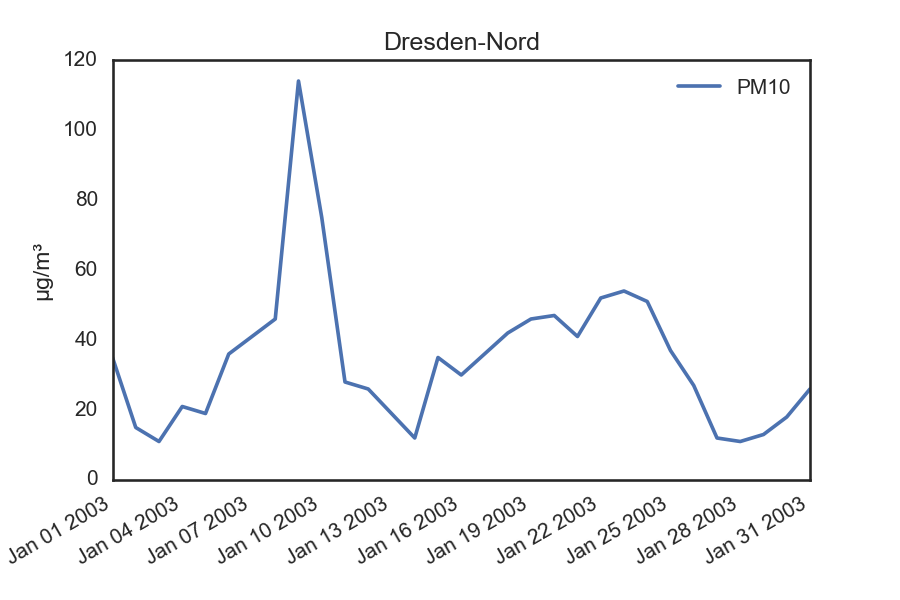 Dresden-Nord
120
100
80
60
40
20
0
µg/m³
PM10
Jan 01 2003
Jan 04 2003
Jan 07 2003
Jan 10 2003
Jan 13 2003
Jan 16 2003
Jan 19 2003
Jan 22 2003
Jan 25 2003
Jan 28 2003
Jan 31 2003